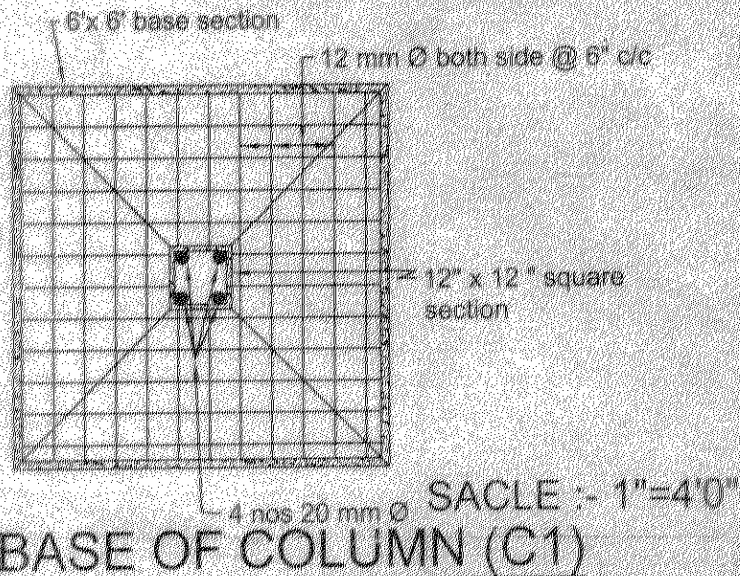 6'x 6' base section
12 mm Ø both side @ 6" c/c
12" x 12 " square
section
4 nos 20 mm Ø
SACLE :- 1"=4'0"
BASE OF COLUMN (C1)